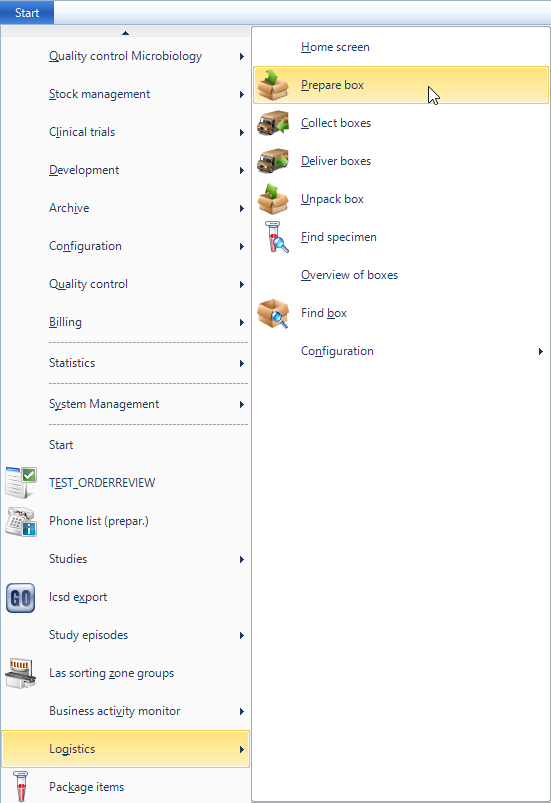 Start
Quality control Microbiology
Stock management
Clinical trials
Development
Archive
Configuration
Quality control
Billing
Statistics
System Management
Start
TEST_ORDERREVIEW
Phone list (prepar.)
Studies
GO
Icsd export
Study episodes
Las sorting zone groups
Business activity monitor
Logistics
Package items
Home screen
Prepare box
Collect boxes
Deliver boxes
Unpack box
Find specimen
Overview of boxes
Find box
Configuration